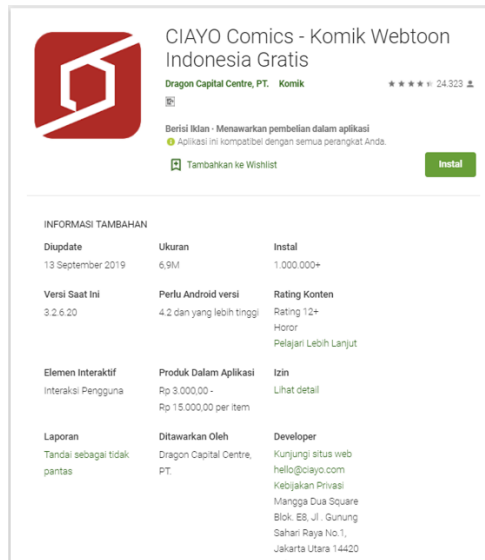 CIAYO Comics - Komik Webtoon
Indonesia Gratis
Dragon Capital Centre, PT. Komik 24.323
Berisi Iklan · Menawarkan pembelian dalam aplikasi
Aplikasi ini kompatibel dengan semua perangkat Anda.
Tambahkan ke Wishlist
Instal
INFORMASI TAMBAHAN
Diupdate Ukuran Instal
13 September 2019 6,9M 1.000.000+
Versi Saat Ini Perlu Android versi Rating Konten
3.2.6.20 4.2 dan yang lebih tinggi Rating 12+
Horor
Pelajari Lebih Lanjut
Elemen Interaktif Produk Dalam Aplikasi Izin
Interaksi Pengguna Rp 3.000,00 - Lihat detail
Rp 15.000,00 per item
Laporan Ditawarkan Oleh Developer
Tandai sebagai tidak Dragon Capital Centre, Kunjungi situs web
pantas PT. hello@ciayo.com
Kebijakan Privasi
Mangga Dua Square
Blok. E8, Jl . Gunung
Sahari Raya No.1,
Jakarta Utara 14420